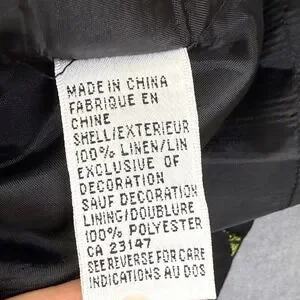 MADE IN CHINA
FABRIQUE EN
CHINE
SHELL/EXTERIEUR
100% LINEN/LIN
EXCLUSIVE OF
DECORATION
SAUF DECORATION
LINING/DOUBLURE
100% POLYESTER
CA 23147
SEE REVERSE FOR CARE
INDICATIONS AU DOS